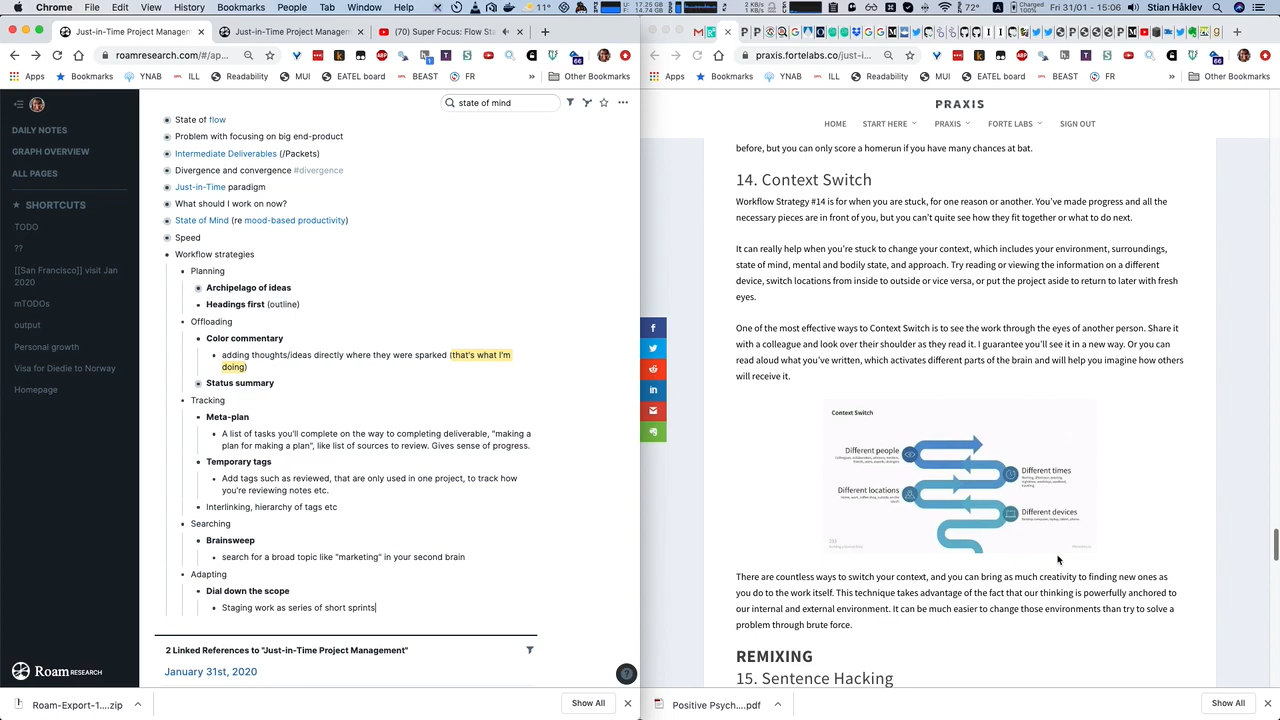 Chrome File Edit View History Bookmarks People Tab Window Help
U: 17.25 GB
F: 14.74 GB
11°
2 KB/s
1 KB/s
72°
Charged
100%
Fri 23:06
Stian Håklev
Just-in-Time Project Managem
Just-in-Time Project Managem
(70) Super Focus: Flow Sta
roamresearch.com/#/ap...
66
Apps Bookmarks YNAB ILL Readability MUI EATEL board BEAST FR » Other Bookmarks
DAILY NOTES
GRAPH OVERVIEW
ALL PAGES
★ SHORTCUTS
TODO
??
[[San Francisco]] visit Jan
2020
mTODOs
output
Personal growth
Visa for Diedie to Norway
Homepage
Roam RESEARCH
state of mind
State of flow
Problem with focusing on big end-product
Intermediate Deliverables (/Packets)
Divergence and convergence #divergence
Just-in-Time paradigm
What should I work on now?
State of Mind (re mood-based productivity)
Speed
Workflow strategies
Planning
Archipelago of ideas
Headings first (outline)
Offloading
Color commentary
adding thoughts/ideas directly where they were sparked (that's what I'm
doing)
Status summary
Tracking
Meta-plan
A list of tasks you'll complete on the way to completing deliverable, "making a
plan for making a plan", like list of sources to review. Gives sense of progress.
Temporary tags
Add tags such as reviewed, that are only used in one project, to track how
you're reviewing notes etc.
Interlinking, hierarchy of tags etc
Searching
Brainsweep
search for a broad topic like "marketing" in your second brain
Adapting
Dial down the scope
Staging work as series of short sprints
2 Linked References to "Just-in-Time Project Management"
January 31st, 2020
?
Roam-Export-1....zip
Show All
praxis.fortelabs.co/just-i...
66
Apps Bookmarks YNAB ILL Readability MUI EATEL board BEAST FR » Other Bookmarks
PRAXIS
HOME START HERE PRAXIS FORTE LABS SIGN OUT
before, but you can only score a homerun if you have many chances at bat.
14. Context Switch
Workflow Strategy #14 is for when you are stuck, for one reason or another. You've made progress and all the
necessary pieces are in front of you, but you can't quite see how they fit together or what to do next.
It can really help when you're stuck to change your context, which includes your environment, surroundings,
state of mind, mental and bodily state, and approach. Try reading or viewing the information on a different
device, switch locations from inside to outside or vice versa, or put the project aside to return to later with fresh
eyes.
One of the most effective ways to Context Switch is to see the work through the eyes of another person. Share it
with a colleague and look over their shoulder as they read it. I guarantee you'll see it in a new way. Or you can
read aloud what you've written, which activates different parts of the brain and will help you imagine how others
will receive it.
Context Switch
Different people
Different times
Different locations
Different devices
There are countless ways to switch your context, and you can bring as much creativity to finding new ones as
you do to the work itself. This technique takes advantage of the fact that our thinking is powerfully anchored to
our internal and external environment. It can be much easier to change those environments than try to solve a
problem through brute force.
REMIXING
15. Sentence Hacking
Positive Psych....pdf
Show All